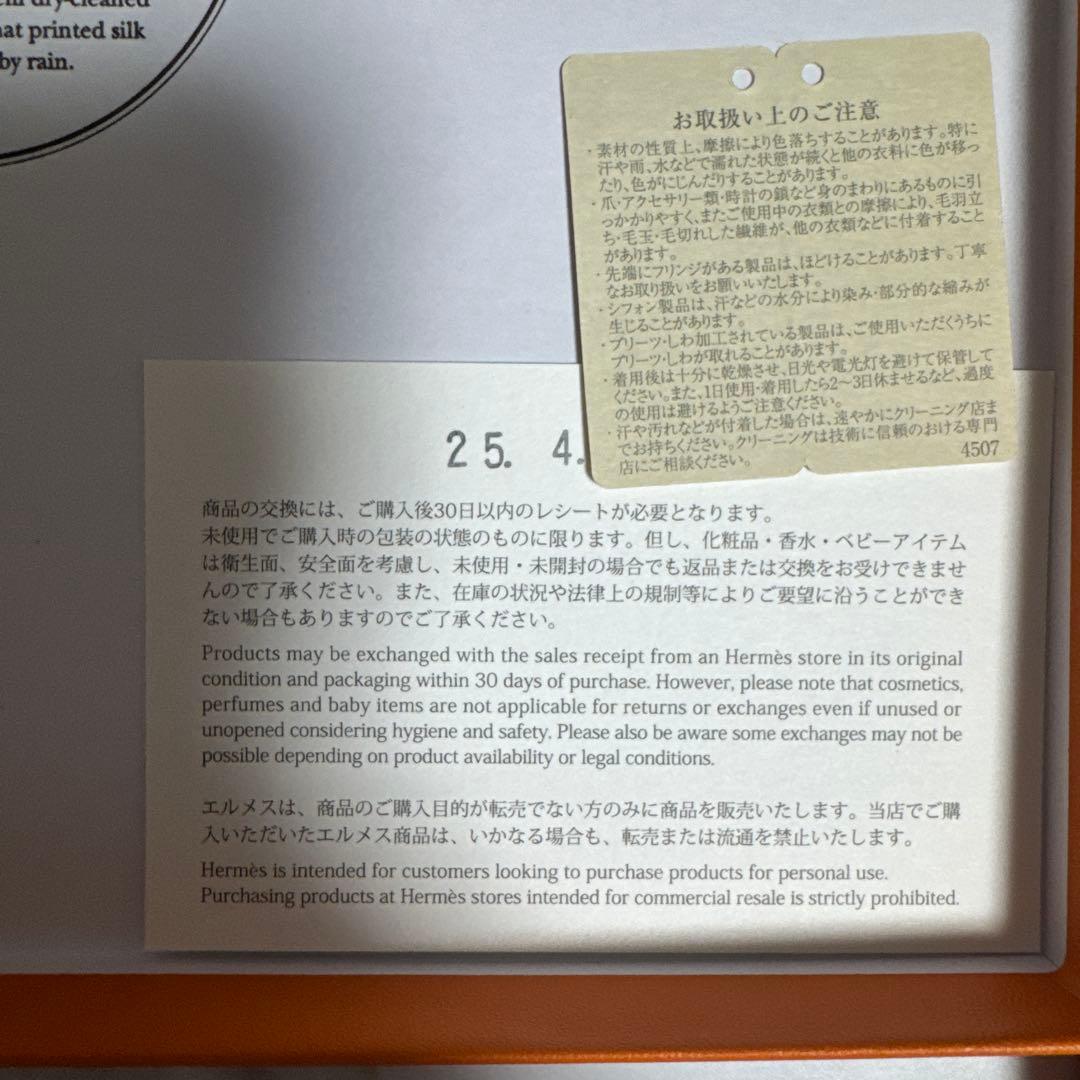 dry-cleaned
printed silk
by rain.
お取扱い上のご注意
・素材の性質上、摩擦により色落ちすることがあります。特に
汗や雨、水などで濡れた状態が続くと他の衣料に色が移っ
たり、色がにじんだりすることがあります。
・爪・アクセサリー類・時計の鎖など身のまわりにあるものに引
っかかりやすく、またご使用中の衣類との摩擦により、毛羽立
ち・毛玉・毛切れした繊維が、他の衣類などに付着すること
があります。
・先端にフリンジがある製品は、ほどけることがあります。丁寧
なお取り扱いをお願いいたします。
・シフォン製品は、汗などの水分により染み・部分的な縮みが
生じることがあります。
・プリーツ・しわ加工されている製品は、ご使用いただくうちに
プリーツ・しわが取れることがあります。
・着用後は十分に乾燥させ、日光や電光灯を避けて保管して
ください。また、1日使用・着用したら2～3日休ませるなど、過度
の使用は避けるようご注意ください。
・汗や汚れなどが付着した場合は、速やかにクリーニング店ま
でお持ちください。クリーニングは技術に信頼のおける専門
店にご相談ください。
4507
25. 4.
商品の交換には、ご購入後30日以内のレシートが必要となります。
未使用でご購入時の包装の状態のものに限ります。但し、化粧品・香水・ベビーアイテム
は衛生面、安全面を考慮し、未使用・未開封の場合でも返品または交換をお受けできませ
んので了承ください。また、在庫の状況や法律上の規制等によりご要望に沿うことができ
ない場合もありますのでご了承ください。
Products may be exchanged with the sales receipt from an Hermès store in its original
condition and packaging within 30 days of purchase. However, please note that cosmetics,
perfumes and baby items are not applicable for returns or exchanges even if unused or
unopened considering hygiene and safety. Please also be aware some exchanges may not be
possible depending on product availability or legal conditions.
エルメスは、商品のご購入目的が転売でない方のみに商品を販売いたします。当店でご購
入いただいたエルメス商品は、いかなる場合も、転売または流通を禁止いたします。
Hermès is intended for customers looking to purchase products for personal use.
Purchasing products at Hermès stores intended for commercial resale is strictly prohibited.